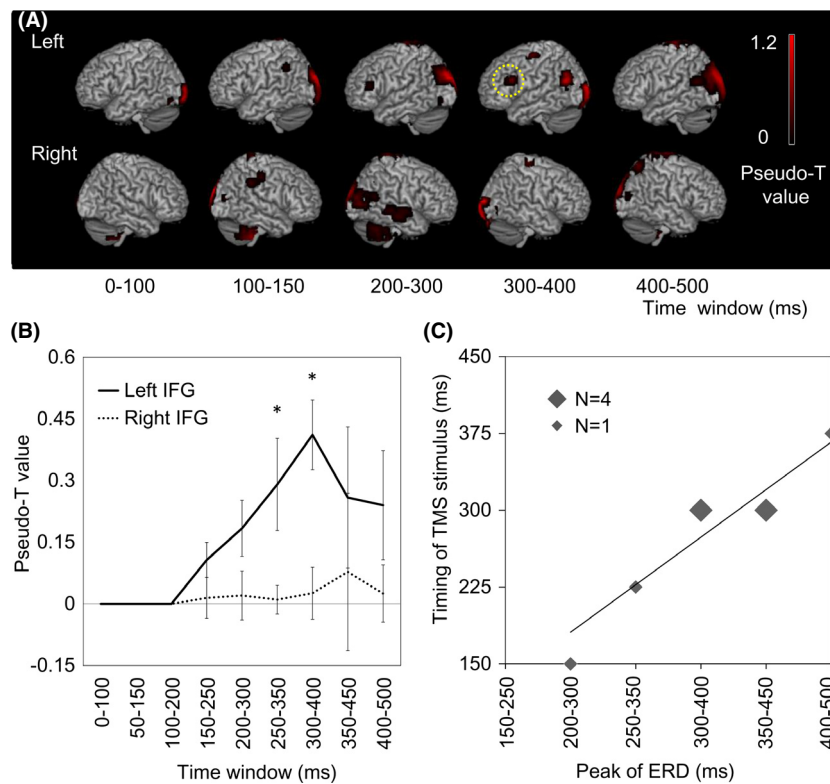 (A)
Left
1.2
0
Right
Pseudo-T
value
0-100 100-150 200-300 300-400 400-500
Time window (ms)
(B)
0.6
0.45
0.3
0.15
0
-0.15
Pseudo-T value
Left IFG
Right IFG
*
*
0-100
50-150
100-200
150-250
200-300
250-350
300-400
350-450
400-500
Time window (ms)
(C)
450
375
300
225
150
Timing of TMS stimulus (ms)
N=4
N=1
150-250
200-300
250-350
300-400
350-450
400-500
Peak of ERD (ms)